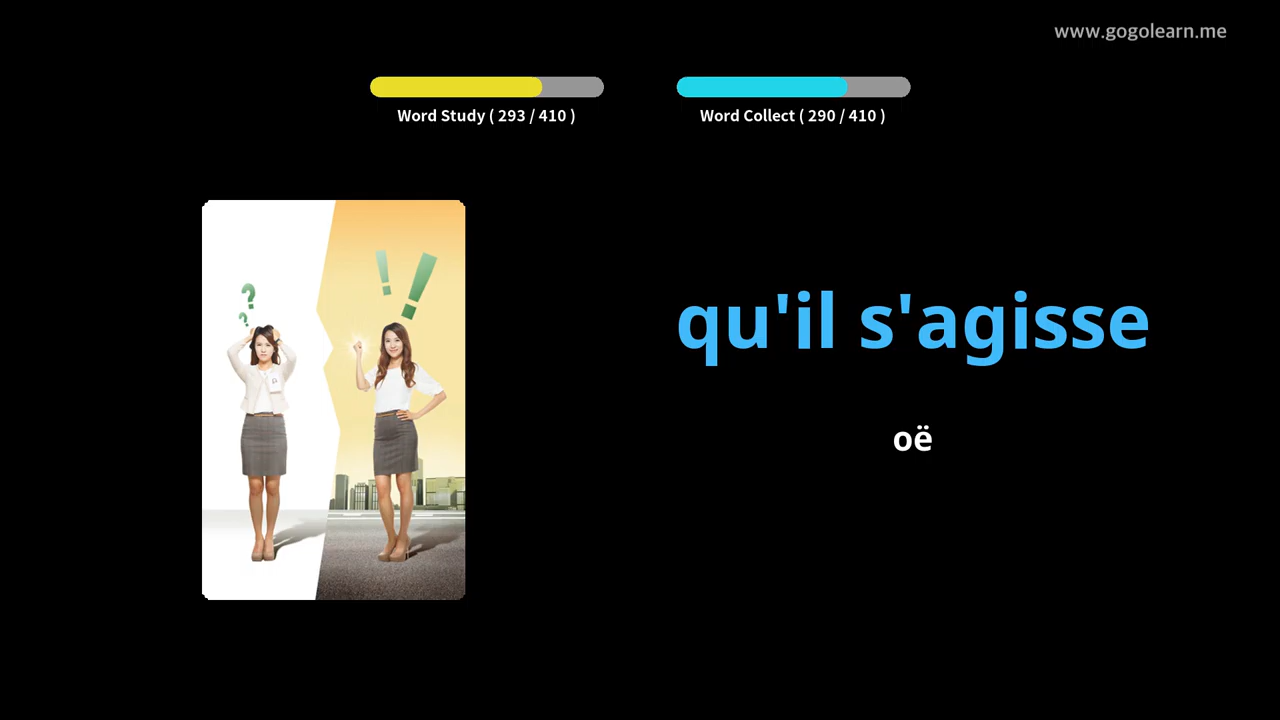 www.gogolearn.me
Word Study ( 293 / 410 )
Word Collect ( 290 / 410 )
? ?
! !
qu'il s'agisse
oë